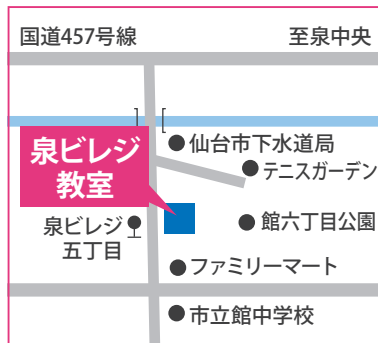 国道457号線
至泉中央
仙台市下水道局
テニスガーデン
泉ビレジ
教室
館六丁目公園
泉ビレジ
五丁目
ファミリーマート
市立館中学校